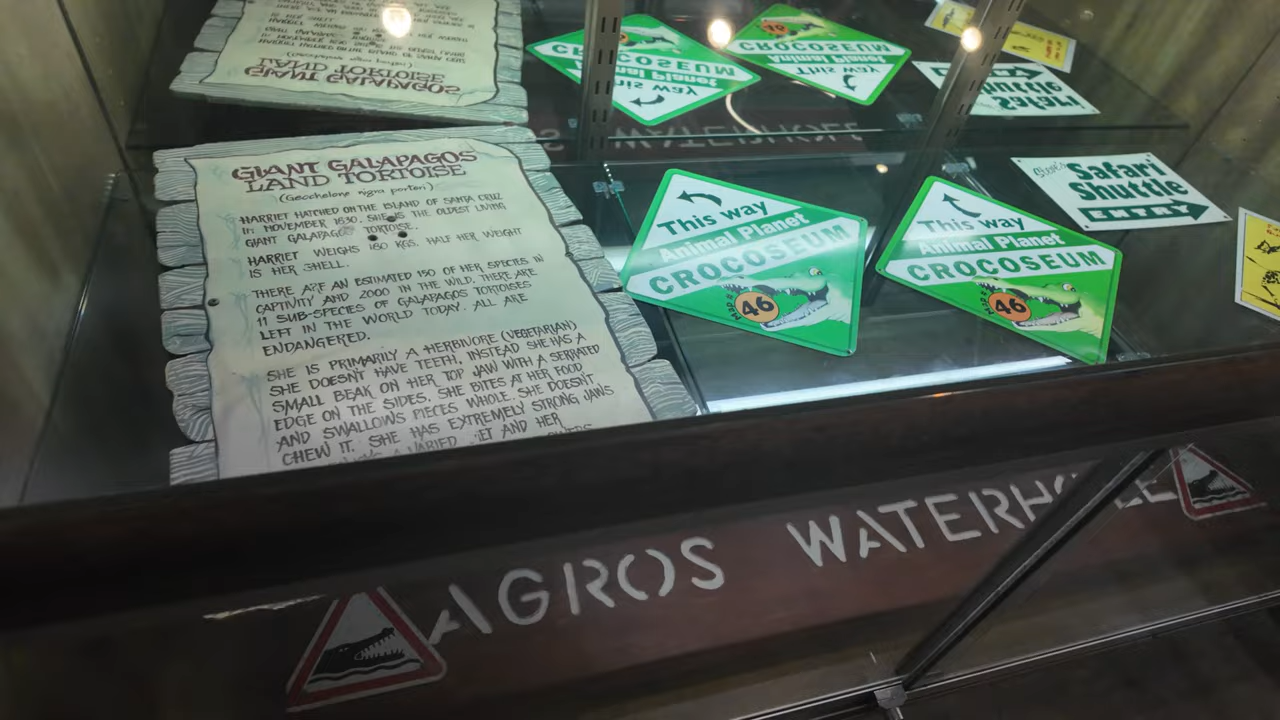 GIANT GALAPAGOS
LAND TORTOISE
(Geochelone nigra porteri)
HARRIET HATCHED ON THE ISLAND OF SANTA CRUZ
IN NOVEMBER 1830. SHE IS THE OLDEST LIVING
GIANT GALAPAGOS TORTOISE.
HARRIET WEIGHS 180 KGS. HALF HER WEIGHT
IS HER SHELL.
THERE ARE AN ESTIMATED 150 OF HER SPECIES IN
CAPTIVITY AND 2000 IN THE WILD. THERE ARE
11 SUB-SPECIES OF GALAPAGOS TORTOISES
LEFT IN THE WORLD TODAY. ALL ARE
ENDANGERED.
SHE IS PRIMARILY A HERBIVORE (VEGETARIAN)
SHE DOESN'T HAVE TEETH, INSTEAD SHE HAS A
SMALL BEAK ON HER TOP JAW WITH A SERRATED
EDGE ON THE SIDES. SHE BITES AT HER FOOD
AND SWALLOWS PIECES WHOLE. SHE DOESN'T
CHEW IT. SHE HAS EXTREMELY STRONG JAWS
This way
Animal Planet
CROCOSEUM
46
This way
Animal Planet
CROCOSEUM
46
Safari
Shuttle
ENTRY
AGROS WATERHOLE